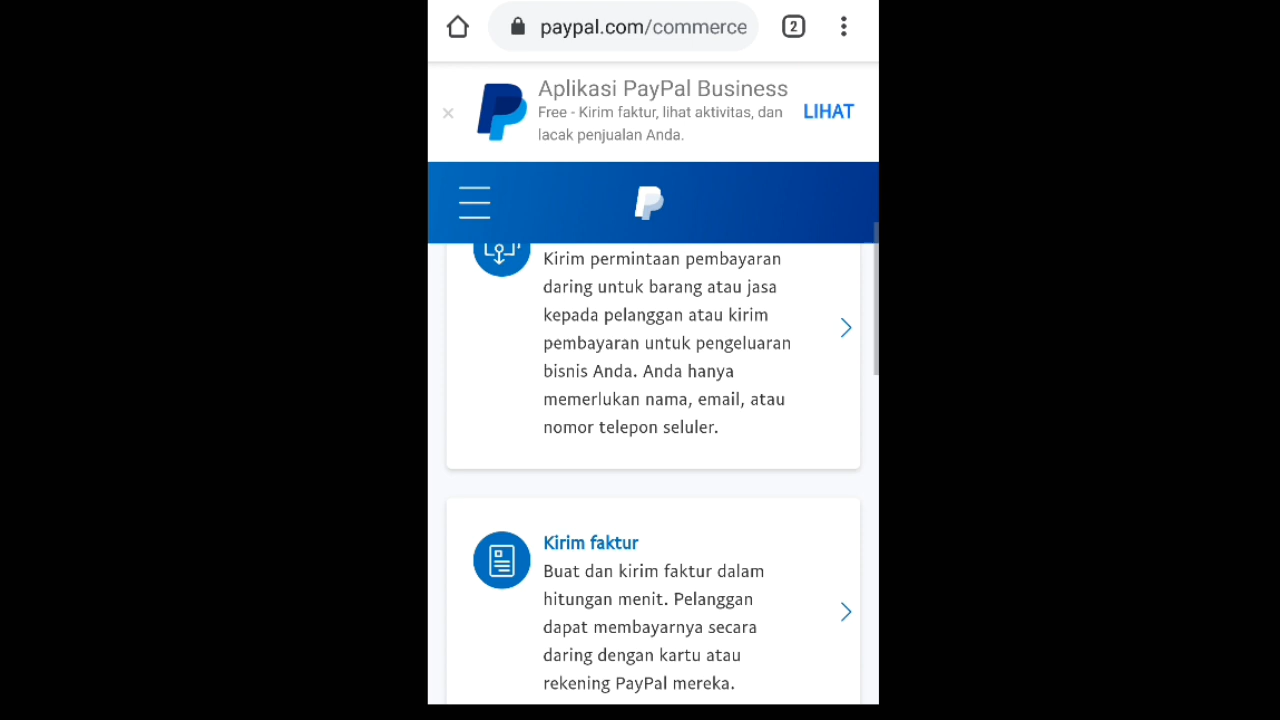 paypal.com/commerce
2
Aplikasi PayPal Business
Free - Kirim faktur, lihat aktivitas, dan
lacak penjualan Anda.
LIHAT
Kirim permintaan pembayaran
daring untuk barang atau jasa
kepada pelanggan atau kirim
pembayaran untuk pengeluaran
bisnis Anda. Anda hanya
memerlukan nama, email, atau
nomor telepon seluler.
Kirim faktur
Buat dan kirim faktur dalam
hitungan menit. Pelanggan
dapat membayarnya secara
daring dengan kartu atau
rekening PayPal mereka.